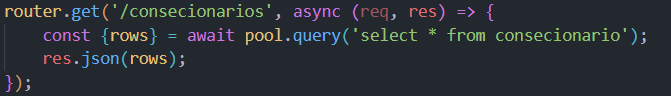 router.get('/consecionarios', async (req, res) => {
    const {rows} = await pool.query('select * from consecionario');
    res.json(rows);
});